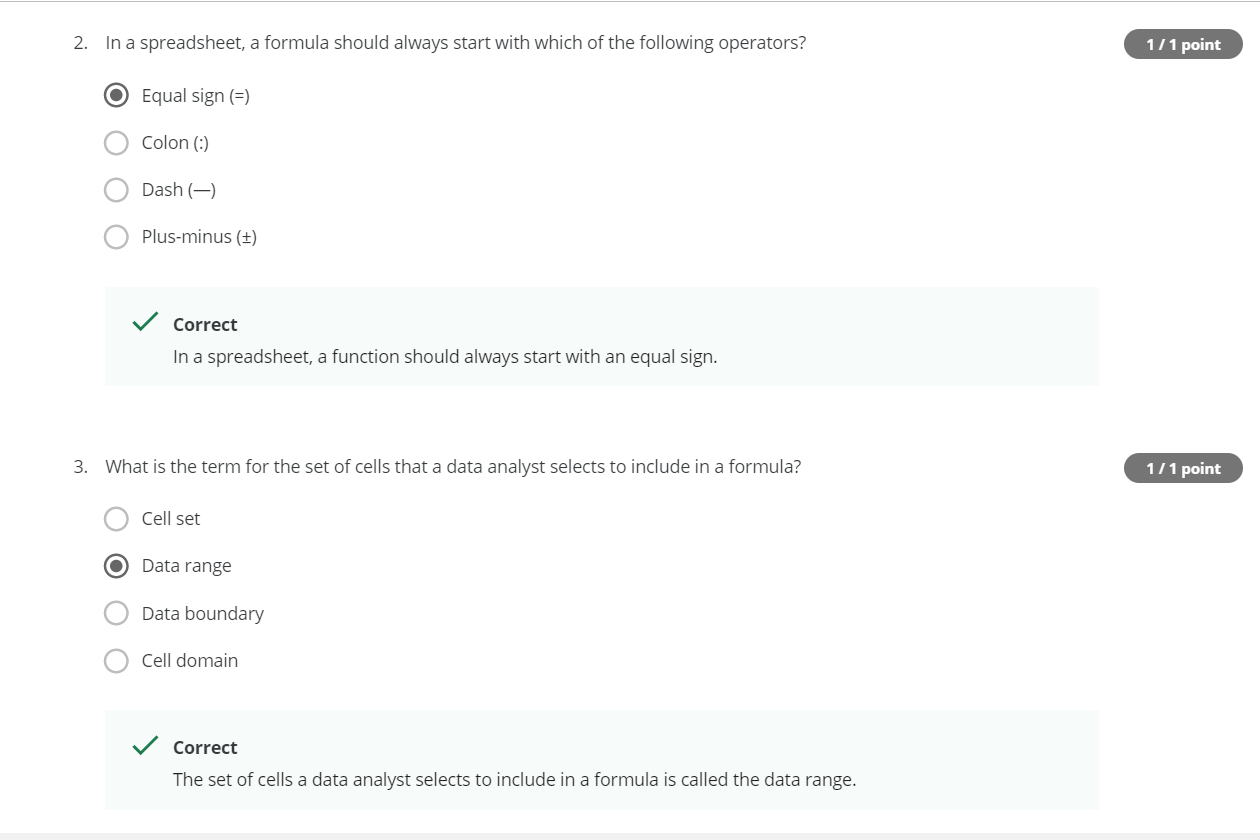 2. In a spreadsheet, a formula should always start with which of the following operators?
1 / 1 point
Equal sign (=)
Colon (:)
Dash (—)
Plus-minus (±)
Correct
In a spreadsheet, a function should always start with an equal sign.
3. What is the term for the set of cells that a data analyst selects to include in a formula?
1 / 1 point
Cell set
Data range
Data boundary
Cell domain
Correct
The set of cells a data analyst selects to include in a formula is called the data range.